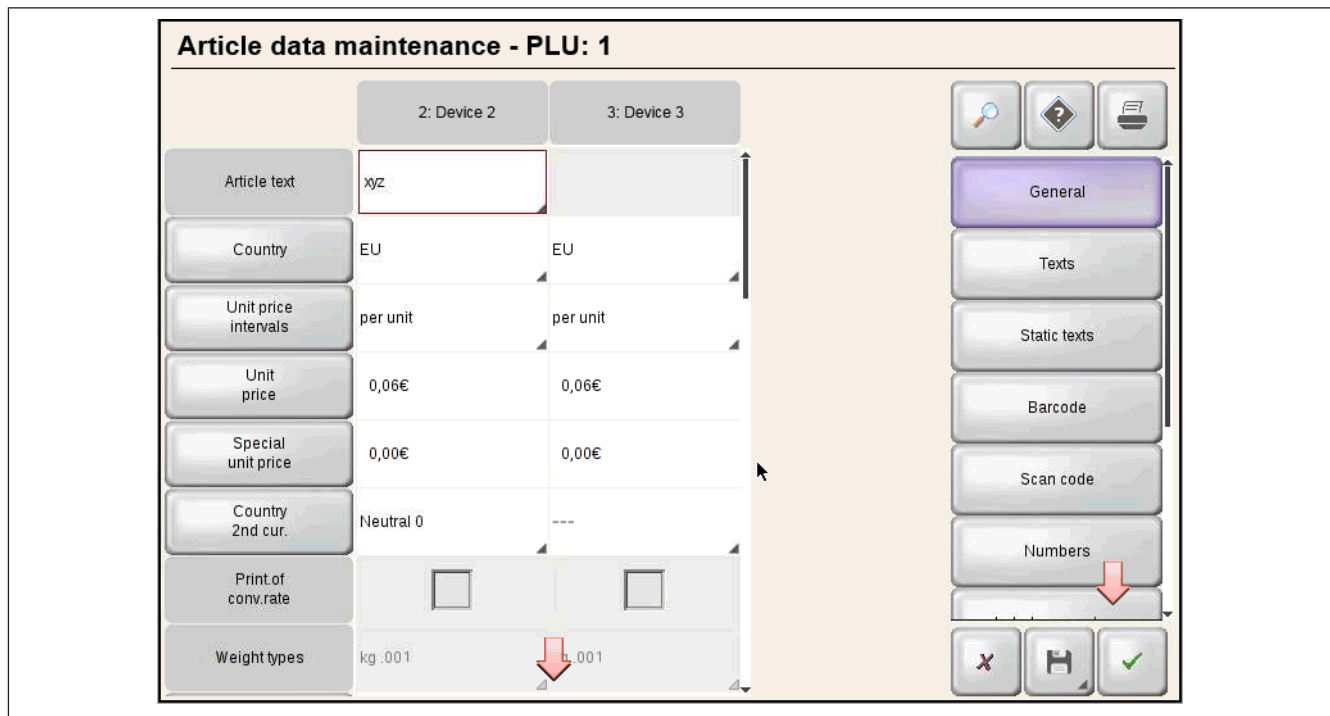 Article data maintenance - PLU: 1
2: Device 2
3: Device 3
Article text
xyz
Country
EU
EU
Unit price
intervals
per unit
per unit
Unit
price
0,06€
0,06€
Special
unit price
0,00€
0,00€
Country
2nd cur.
Neutral 0
---
Print.of
conv.rate
Weight types
kg .001
.001
General
Texts
Static texts
Barcode
Scan code
Numbers